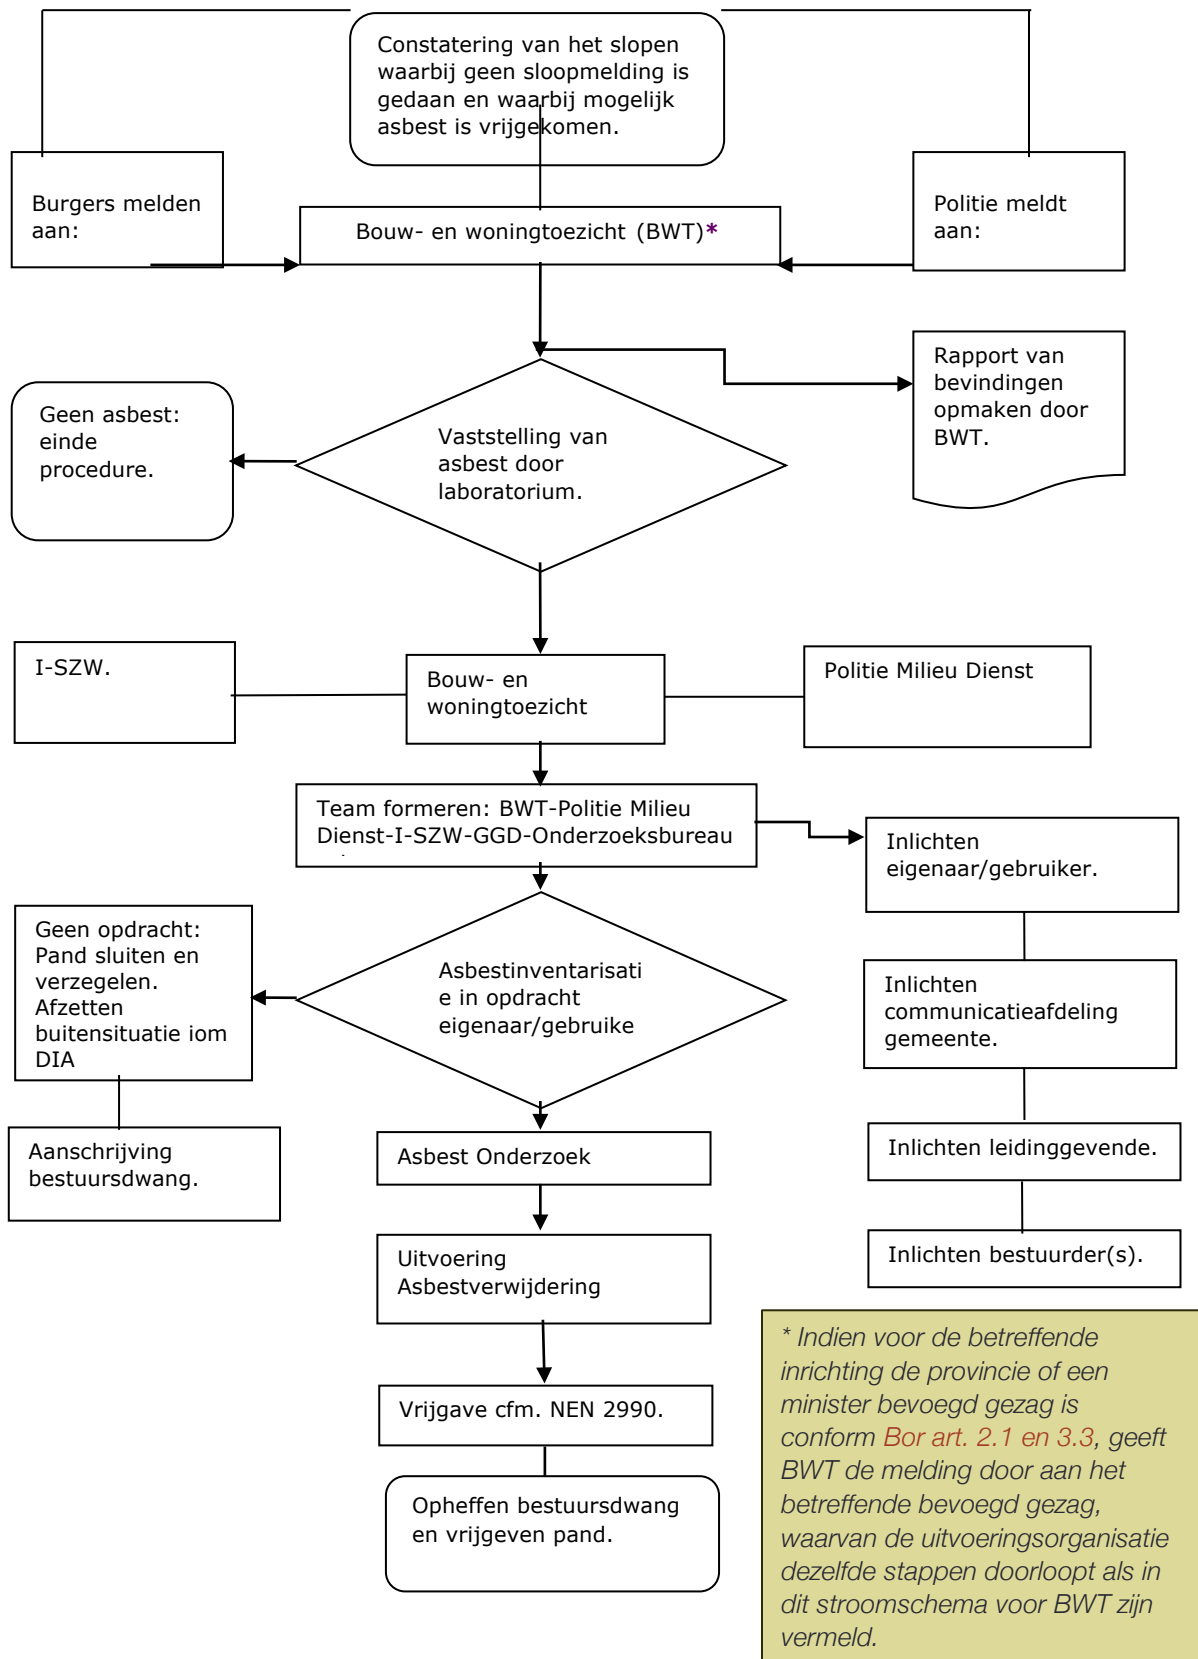 Constatering van het slopen
waarbij geen sloopmelding is
gedaan en waarbij mogelijk
asbest is vrijgekomen.
Burgers melden
aan:
Bouw- en woningtoezicht (BWT)*
Politie meldt
aan:
Rapport van
bevindingen
opmaken door
BWT.
Geen asbest:
einde
procedure.
Vaststelling van
asbest door
laboratorium.
I-SZW.
Bouw- en
woningtoezicht
Politie Milieu Dienst
Team formeren: BWT-Politie Milieu
Dienst-I-SZW-GGD-Onderzoeksbureau
Inlichten
eigenaar/gebruiker.
Geen opdracht:
Pand sluiten en
verzegelen.
Afzetten
buitensituatie iom
DIA
Asbestinventarisati
e in opdracht
eigenaar/gebruike
Inlichten
communicatieafdeling
gemeente.
Aanschrijving
bestuursdwang.
Asbest Onderzoek
Inlichten leidinggevende.
Uitvoering
Asbestverwijdering
Inlichten bestuurder(s).
Vrijgave cfm. NEN 2990.
Opheffen bestuursdwang
en vrijgeven pand.
* Indien voor de betreffende
inrichting de provincie of een
minister bevoegd gezag is
conform Bor art. 2.1 en 3.3, geeft
BWT de melding door aan het
betreffende bevoegd gezag,
waarvan de uitvoeringsorganisatie
dezelfde stappen doorloopt als in
dit stroomschema voor BWT zijn
vermeld.